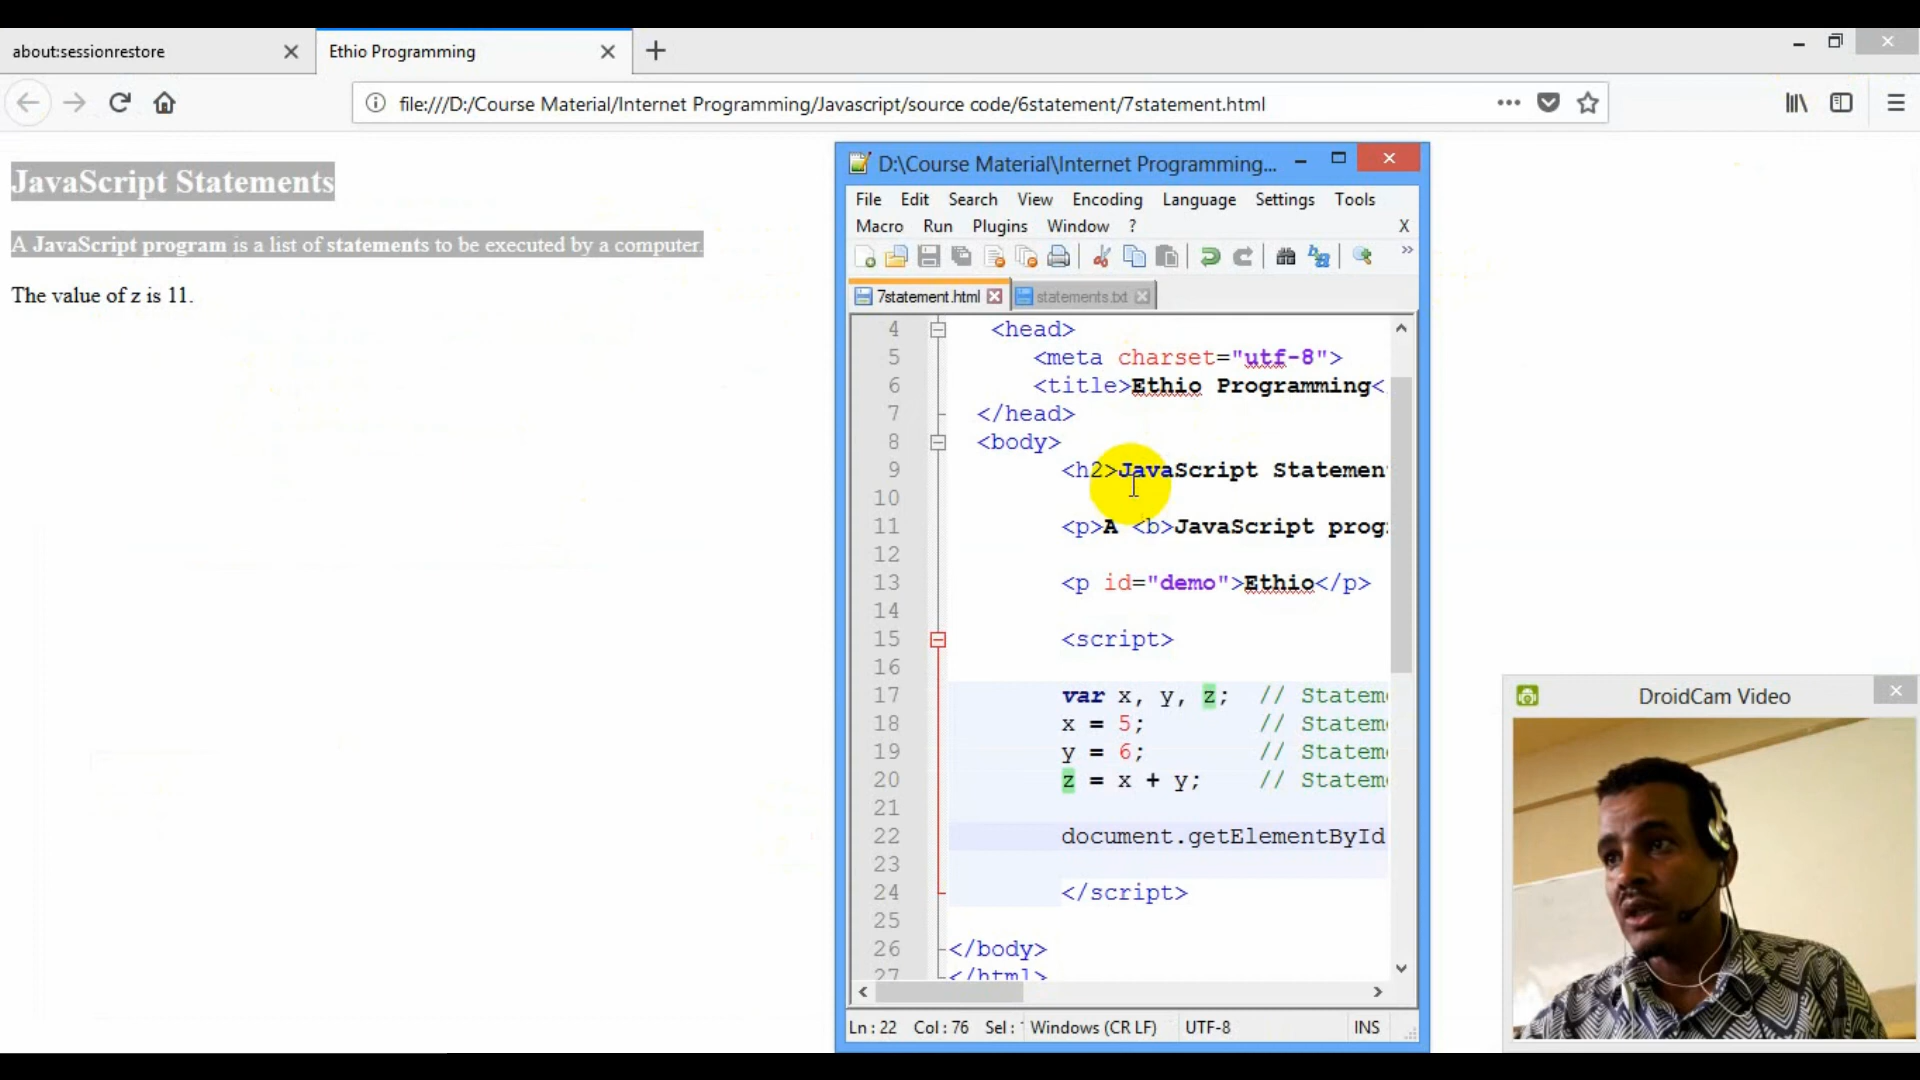 about:sessionrestore
Ethio Programming
file:///D:/Course Material/Internet Programming/Javascript/source code/6statement/7statement.html
JavaScript Statements
A JavaScript program is a list of statements to be executed by a computer.
The value of z is 11.
D:\Course Material\Internet Programming...
File Edit Search View Encoding Language Settings Tools
Macro Run Plugins Window ? X
7statement.html statements.txt
4 <head>
5 <meta charset="utf-8">
6 <title>Ethio Programming<
7 </head>
8 <body>
9 <h2>JavaScript Statemen
10
11 <p>A <b>JavaScript prog
12
13 <p id="demo">Ethio</p>
14
15 <script>
16
17 var x, y, z; // Statem
18 x = 5; // Statem
19 y = 6; // Statem
20 z = x + y; // Statem
21
22 document.getElementById
23
24 </script>
25
26 </body>
27 </html>
Ln : 22 Col : 76 Sel : Windows (CR LF) UTF-8 INS
DroidCam Video